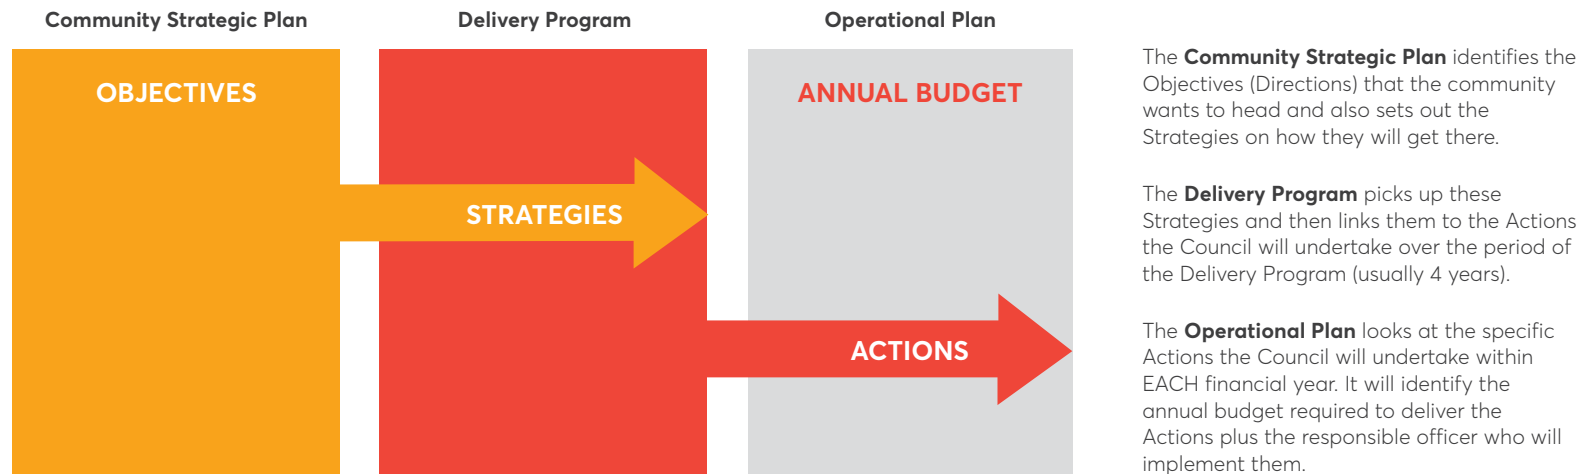 Community Strategic Plan
Delivery Program
Operational Plan
OBJECTIVES
ANNUAL BUDGET
STRATEGIES
ACTIONS
The Community Strategic Plan identifies the
Objectives (Directions) that the community
wants to head and also sets out the
Strategies on how they will get there.
The Delivery Program picks up these
Strategies and then links them to the Actions
the Council will undertake over the period of
the Delivery Program (usually 4 years).
The Operational Plan looks at the specific
Actions the Council will undertake within
EACH financial year. It will identify the
annual budget required to deliver the
Actions plus the responsible officer who will
implement them.